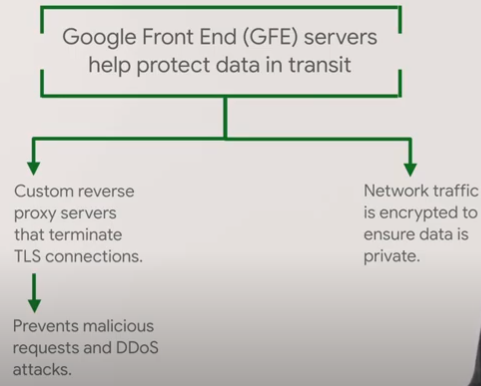 Google Front End (GFE) servers
help protect data in transit
Custom reverse
proxy servers
that terminate
TLS connections.
Prevents malicious
requests and DDoS
attacks.
Network traffic
is encrypted to
ensure data is
private.